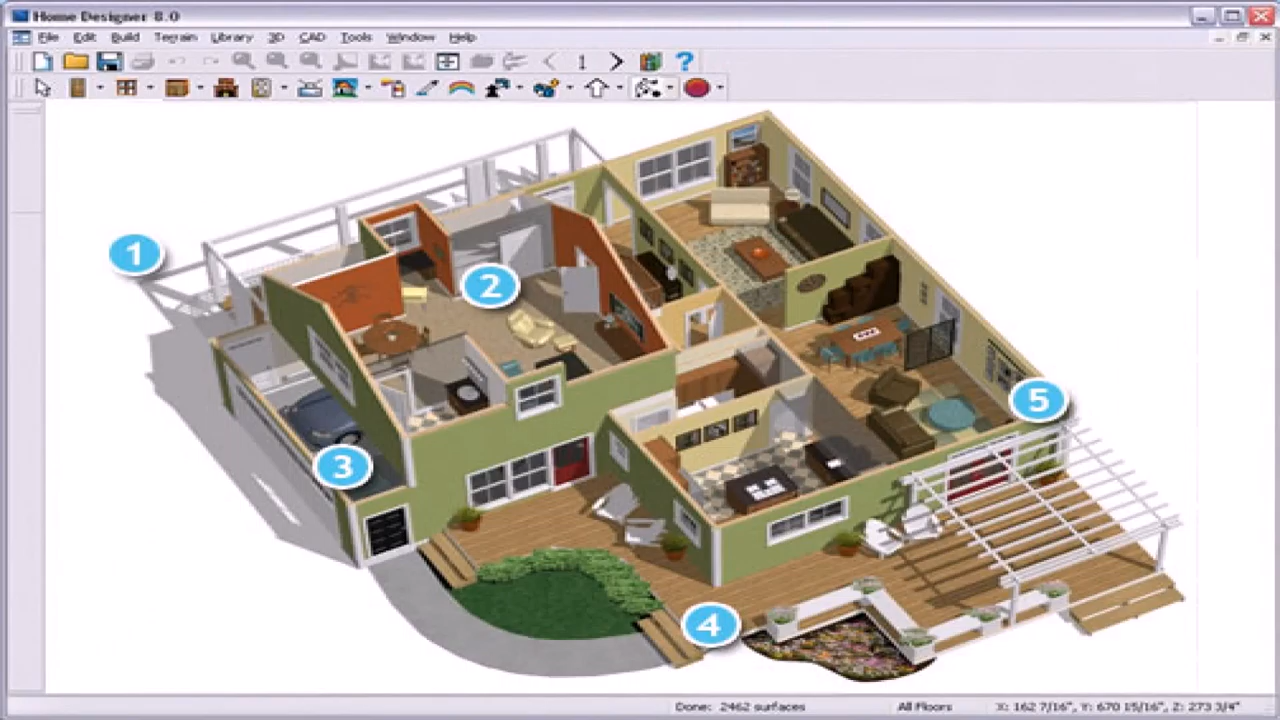 Home Designer 8.0
File Edit Build Terrain Library 3D CAD Tools Window Help
1 ?
1
2
5
3
4
Done: 2462 surfaces All Floors X: 162 7/16", Y: 670 15/16", Z: 273 3/4"